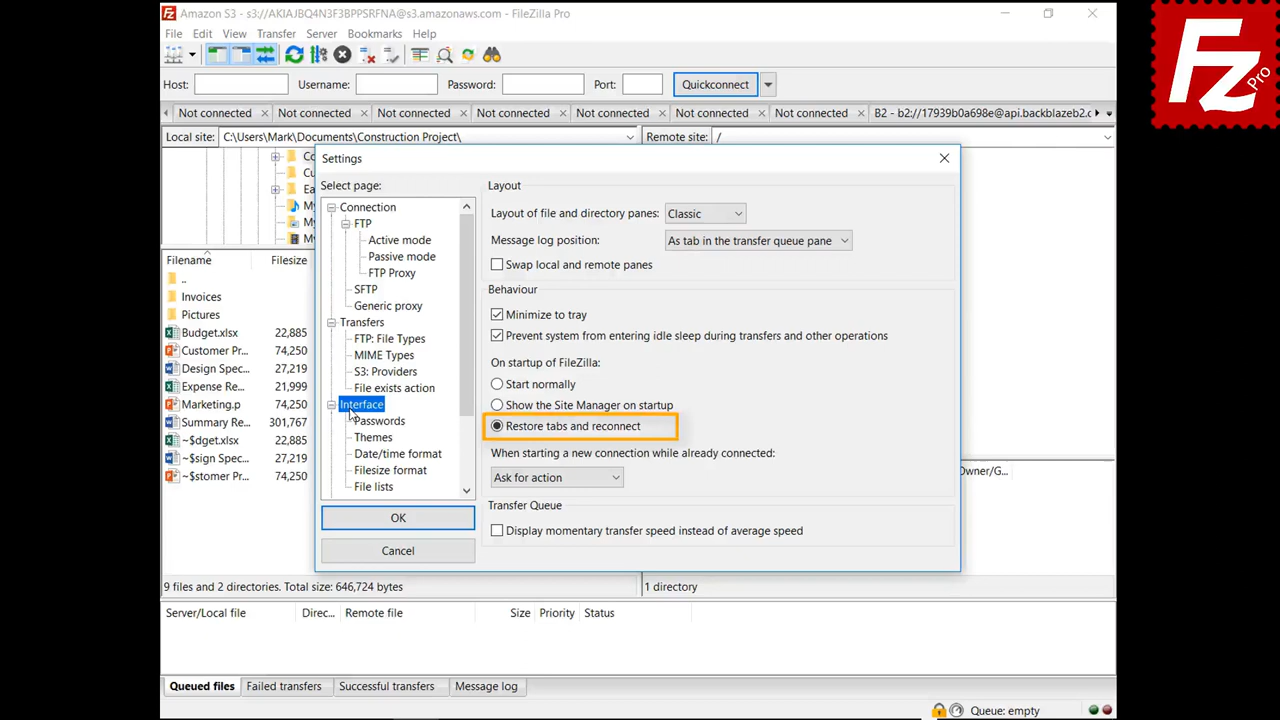 Amazon S3 - s3://AKIAJBQ4N3F3BPPSRFNA@s3.amazonaws.com - FileZilla Pro
File Edit View Transfer Server Bookmarks Help
Host: Username: Password: Port: Quickconnect
Not connected Not connected Not connected Not connected Not connected Not connected Not connected B2 - b2://17939b0a698e@api.backblazeb2.c
Local site: C:\Users\Mark\Documents\Construction Project\ Remote site: /
Filename Filesize
..
Invoices
Pictures
Budget.xlsx 22,885
Customer Pr... 74,250
Design Spec... 27,219
Expense Re... 21,999
Marketing.p 74,250
Summary Re... 301,767
~$dget.xlsx 22,885
~$sign Spec... 27,219
~$stomer Pr... 74,250
9 files and 2 directories. Total size: 646,724 bytes
Settings
Select page:
Connection
FTP
Active mode
Passive mode
FTP Proxy
SFTP
Generic proxy
Transfers
FTP: File Types
MIME Types
S3: Providers
File exists action
Interface
Passwords
Themes
Date/time format
Filesize format
File lists
OK
Cancel
Layout
Layout of file and directory panes: Classic
Message log position: As tab in the transfer queue pane
Swap local and remote panes
Behaviour
Minimize to tray
Prevent system from entering idle sleep during transfers and other operations
On startup of FileZilla:
Start normally
Show the Site Manager on startup
Restore tabs and reconnect
When starting a new connection while already connected:
Ask for action
Transfer Queue
Display momentary transfer speed instead of average speed
Owner/G...
1 directory
Server/Local file Direc... Remote file Size Priority Status
Queued files Failed transfers Successful transfers Message log
Queue: empty
Fz Pro